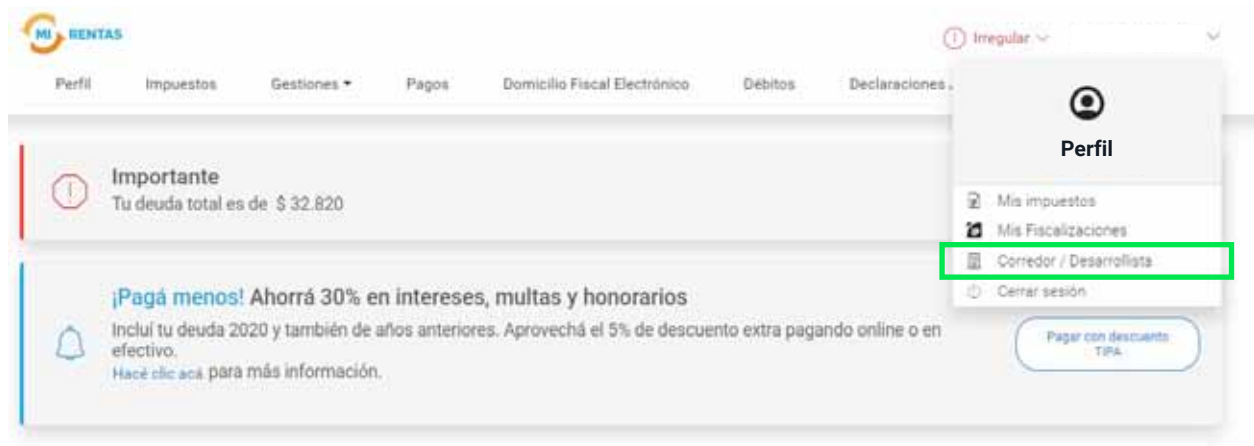 MI RENTAS
Irregular
Perfil Impuestos Gestiones Pagos Domicilio Fiscal Electrónico Débitos Declaraciones
Perfil
Mis impuestos
Mis Fiscalizaciones
Corredor / Desarrollista
Cerrar sesión
Importante
Tu deuda total es de $ 32.820
¡Pagá menos! Ahorrá 30% en intereses, multas y honorarios
Incluí tu deuda 2020 y también de años anteriores. Aprovechá el 5% de descuento extra pagando online o en
efectivo.
Hacé clic acá para más información.
Pagar con descuento
TIPA